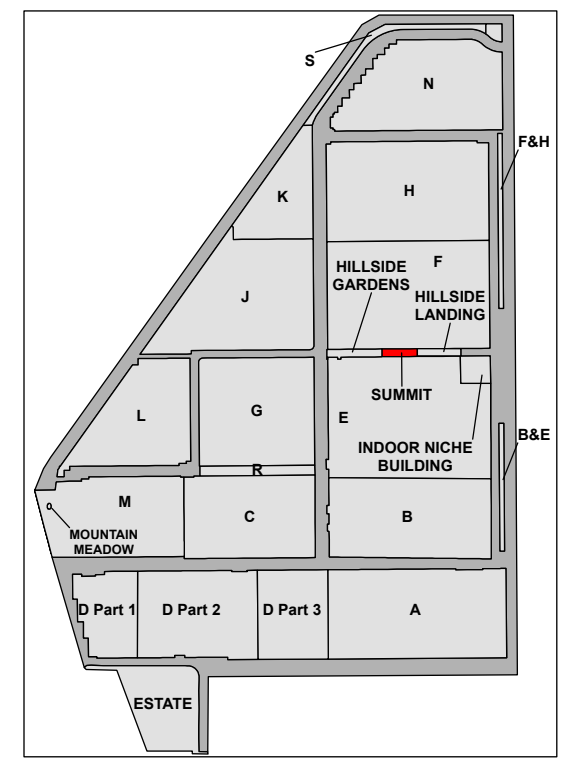 S
N
F&H
K
H
F
HILLSIDE
GARDENS
HILLSIDE
LANDING
J
SUMMIT
L
G
E
INDOOR NICHE
BUILDING
B&E
R
M
C
B
MOUNTAIN
MEADOW
D Part 1
D Part 2
D Part 3
A
ESTATE